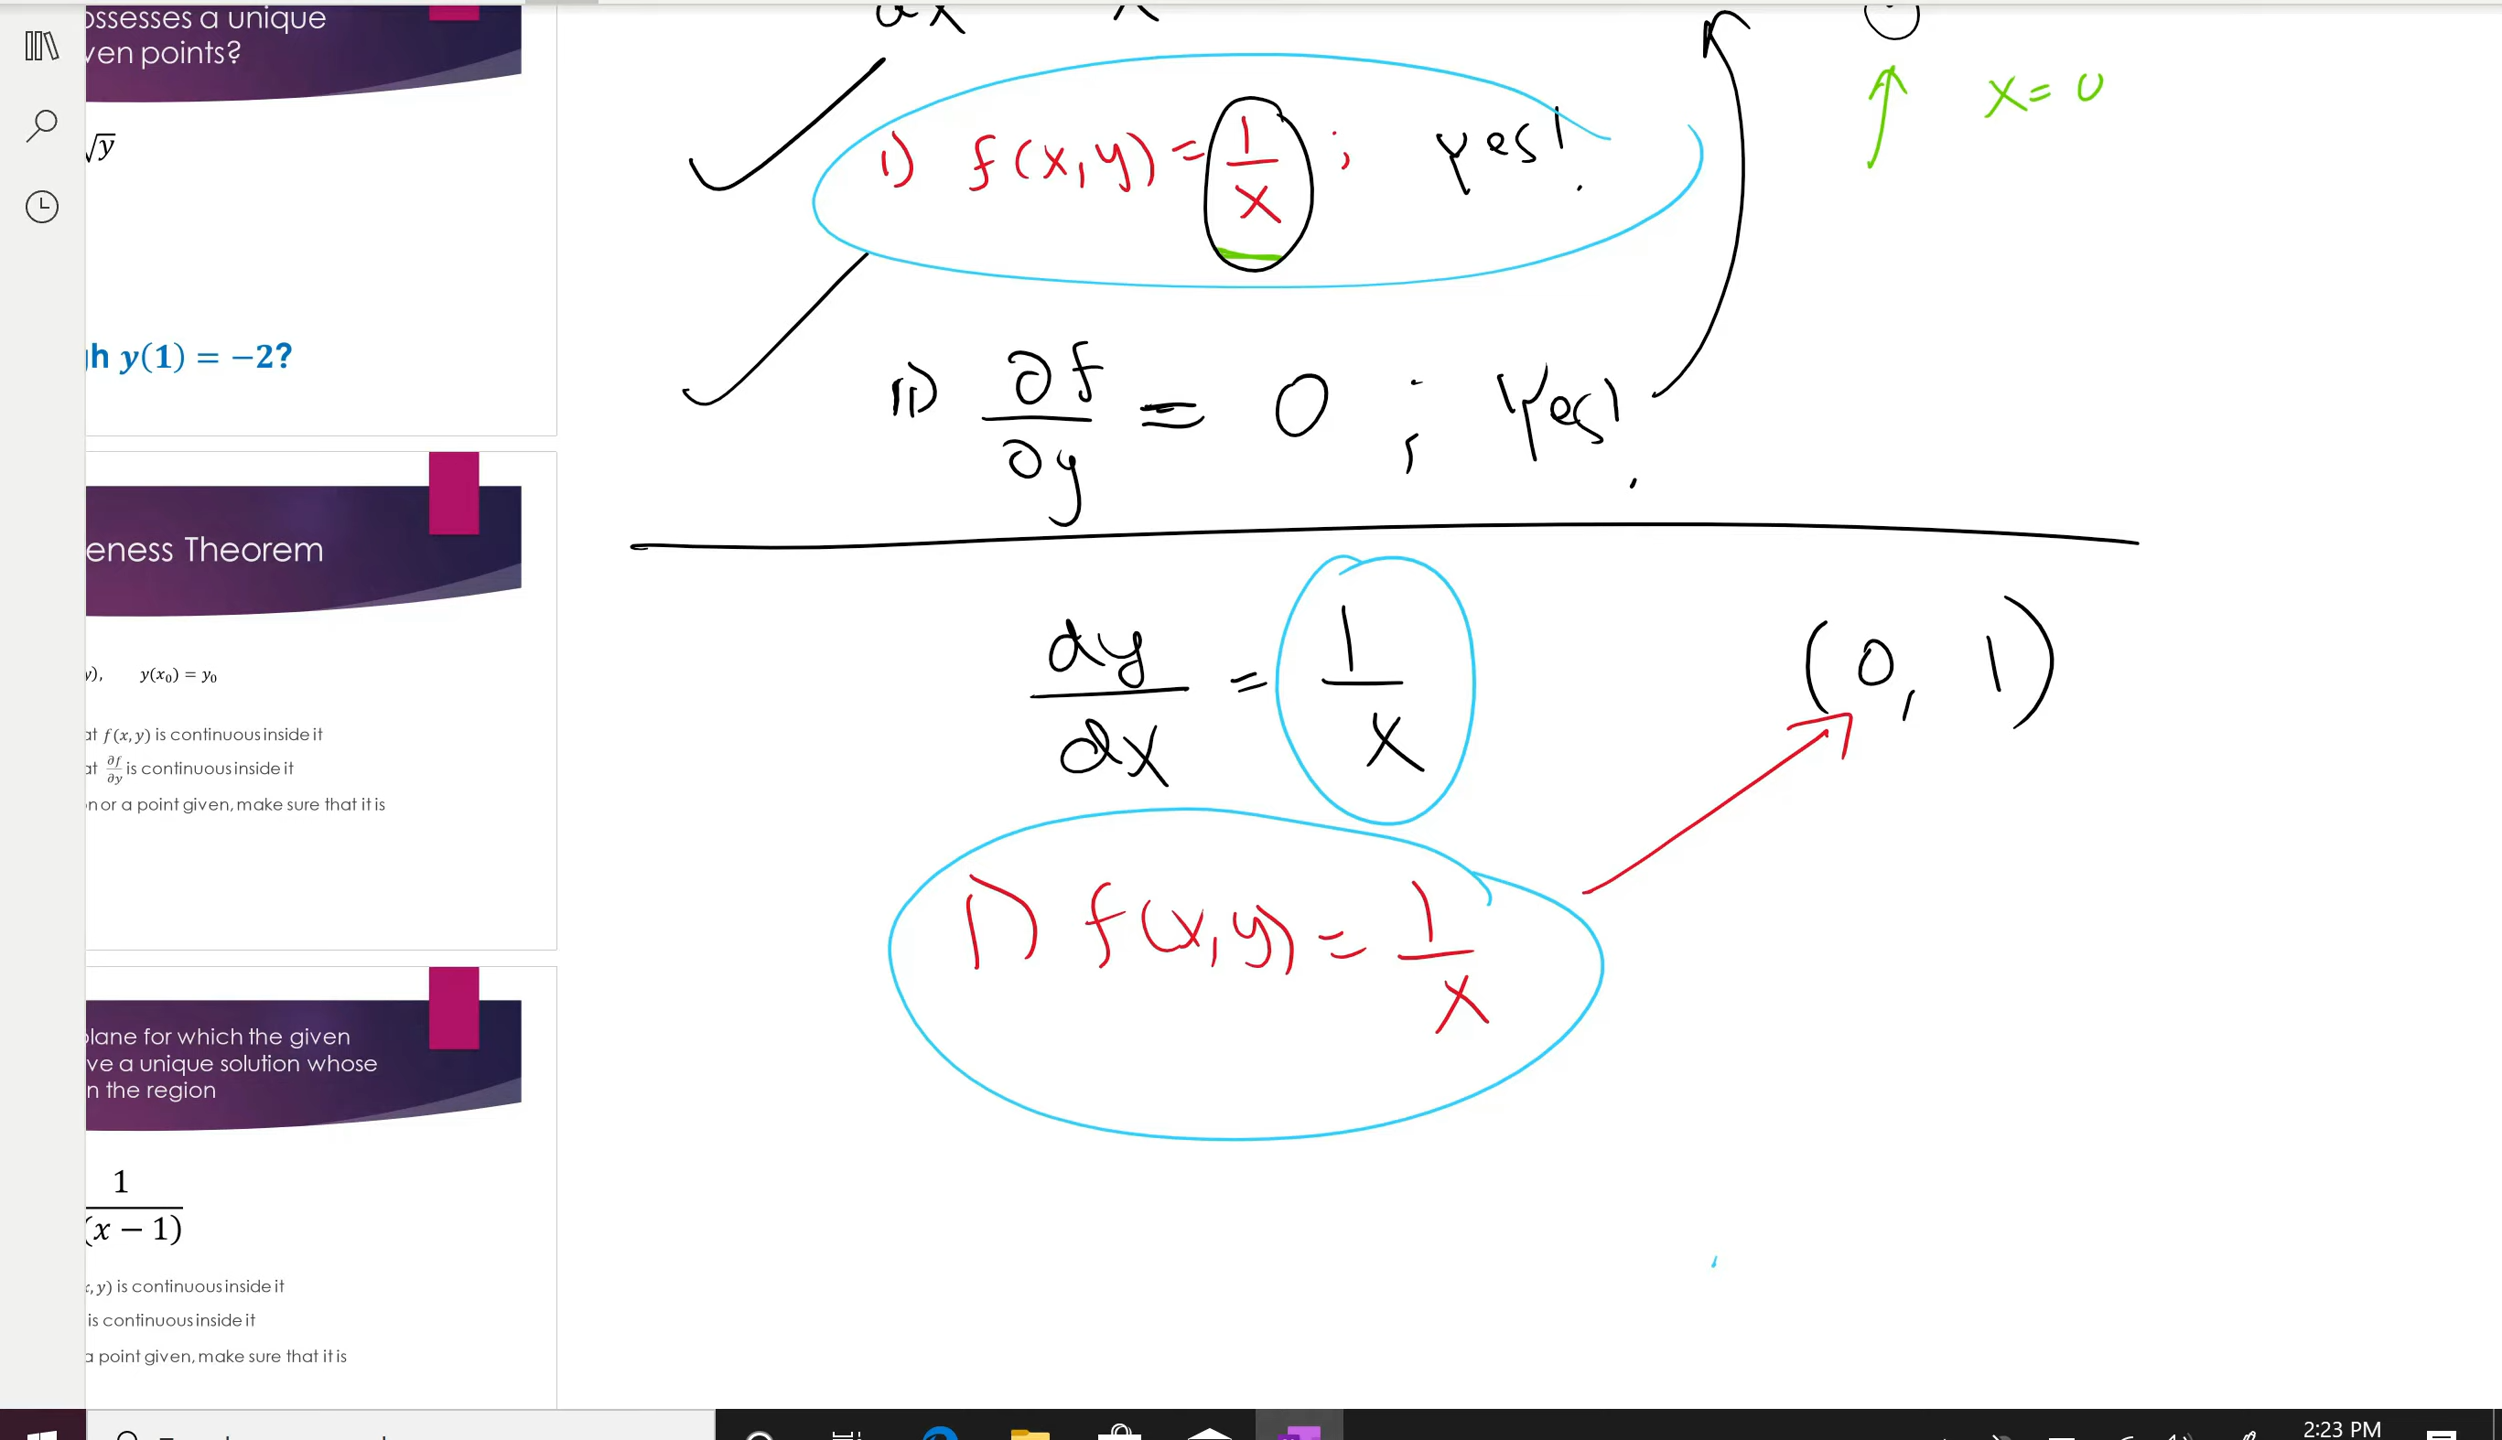 ossesses a unique
ven points?
√y
gh y(1) = −2?
eness Theorem
y), y(x₀) = y₀
at f(x, y) is continuous inside it
at ∂f/∂y is continuous inside it
on or a point given, make sure that it is
plane for which the given
ve a unique solution whose
n the region
1
(x − 1)
x, y) is continuous inside it
is continuous inside it
a point given, make sure that it is
dx x
x = 0
1) f(x,y) = 1/x ; yes!
11) ∂f/∂y = 0 ; Yes!
dy/dx = 1/x (0, 1)
1) f(x,y) = 1/x
2:23 PM